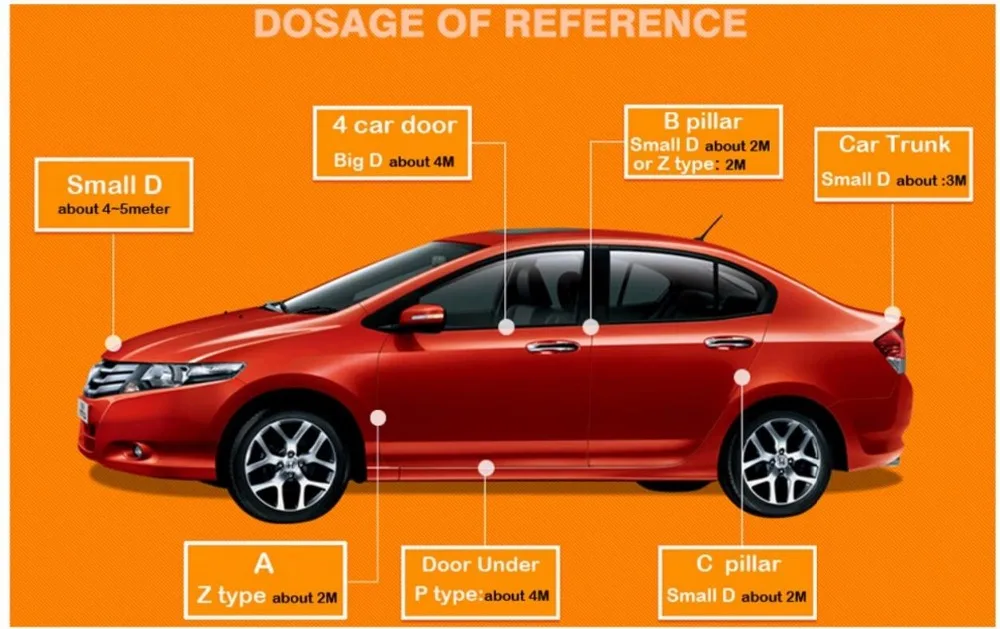 DOSAGE OF REFERENCE
4 car door
Big D about 4M
B pillar
Small D about 2M
or Z type: 2M
Car Trunk
Small D about :3M
Small D
about 4~5meter
A
Z type about 2M
Door Under
P type:about 4M
C pillar
Small D about 2M